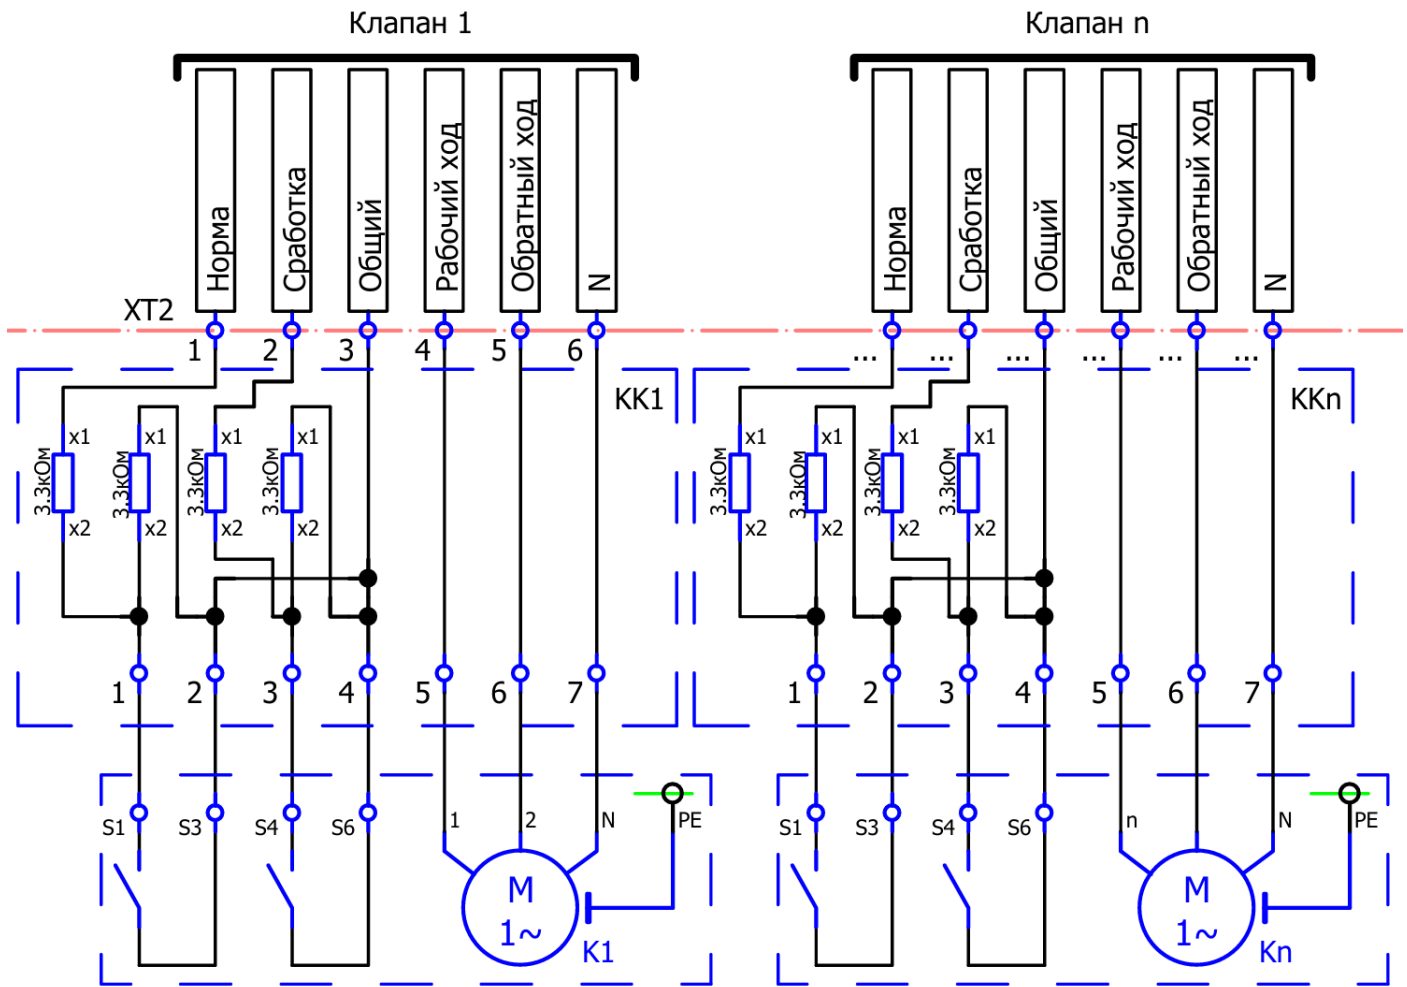 Клапан 1
Клапан n
Норма
Сработка
Общий
Рабочий ход
Обратный ход
N
Норма
Сработка
Общий
Рабочий ход
Обратный ход
N
XT2
1 2 3 4 5 6
... ... ... ... ... ...
KK1
KKn
x1 x1 x1 x1
x1 x1 x1 x1
3.3кОм 3.3кОм 3.3кОм 3.3кОм
3.3кОм 3.3кОм 3.3кОм 3.3кОм
x2 x2 x2 x2
x2 x2 x2 x2
1 2 3 4 5 6 7
1 2 3 4 5 6 7
S1 S3 S4 S6 1 2 N PE
S1 S3 S4 S6 n N PE
M
1~
K1
M
1~
Kn